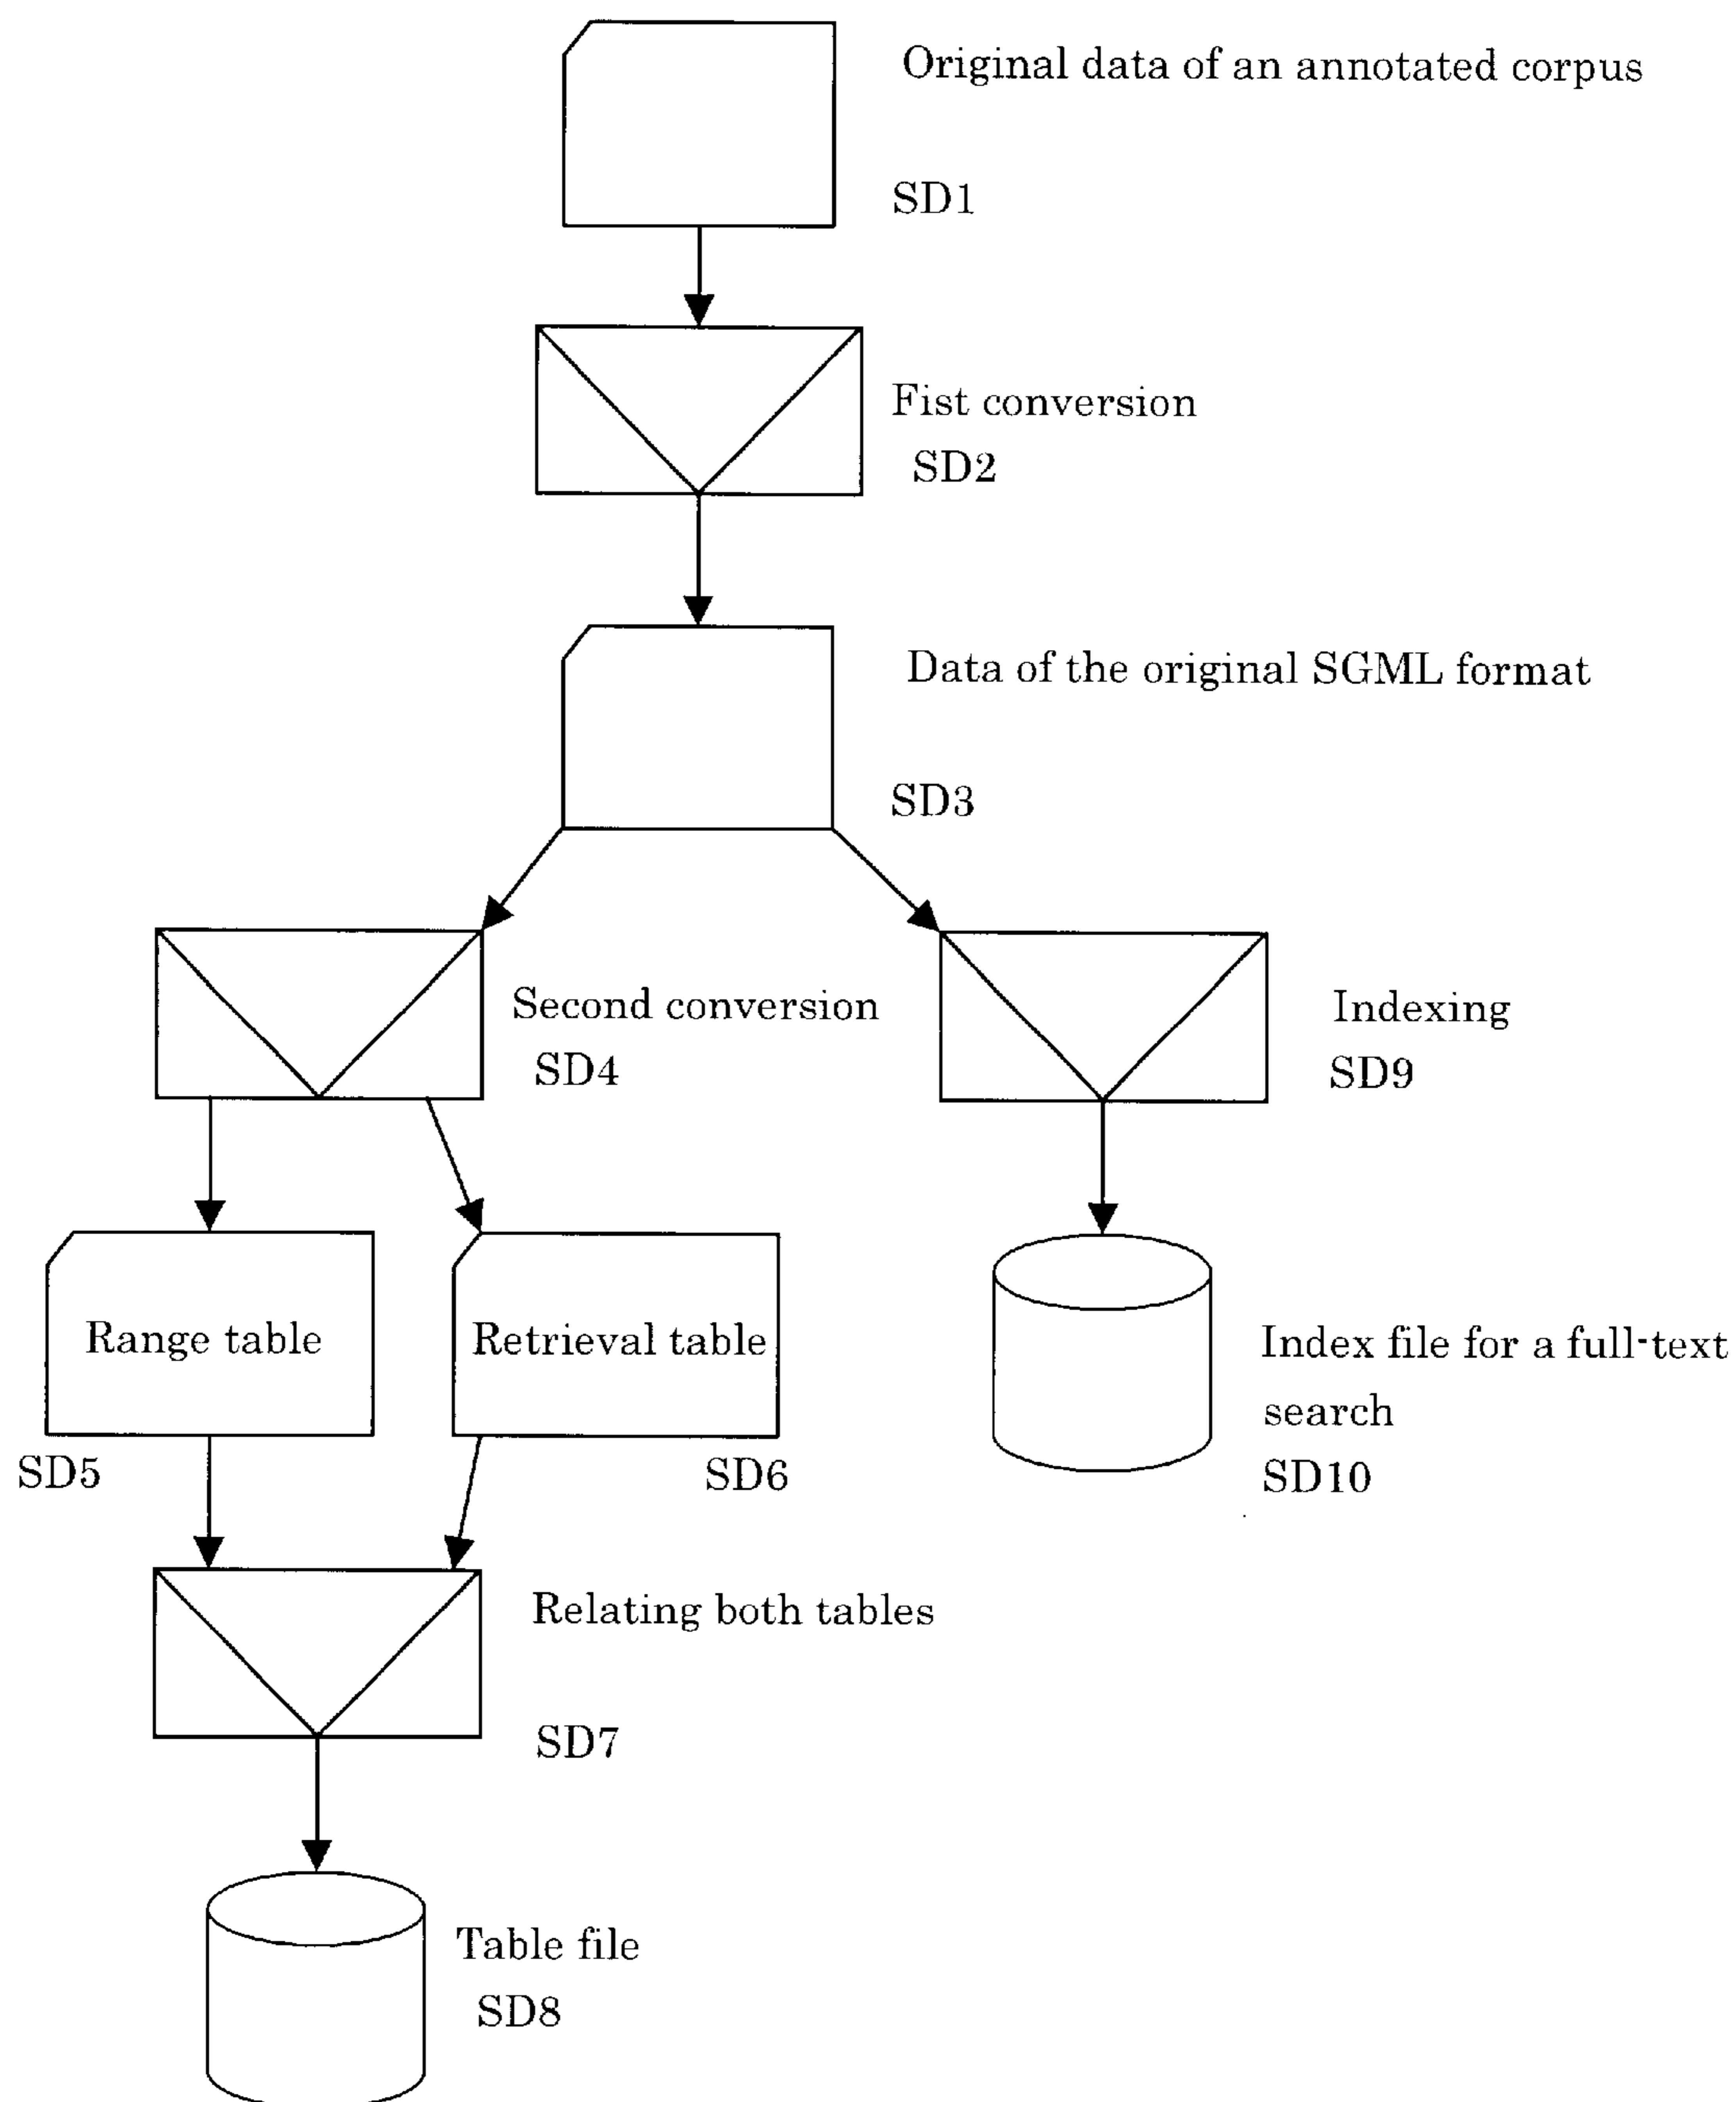 Original data of an annotated corpus
SD1
Fist conversion
SD2
Data of the original SGML format
SD3
Second conversion
SD4
Indexing
SD9
Range table
Retrieval table
Index file for a full-text
search
SD10
SD5
SD6
Relating both tables
SD7
Table file
SD8